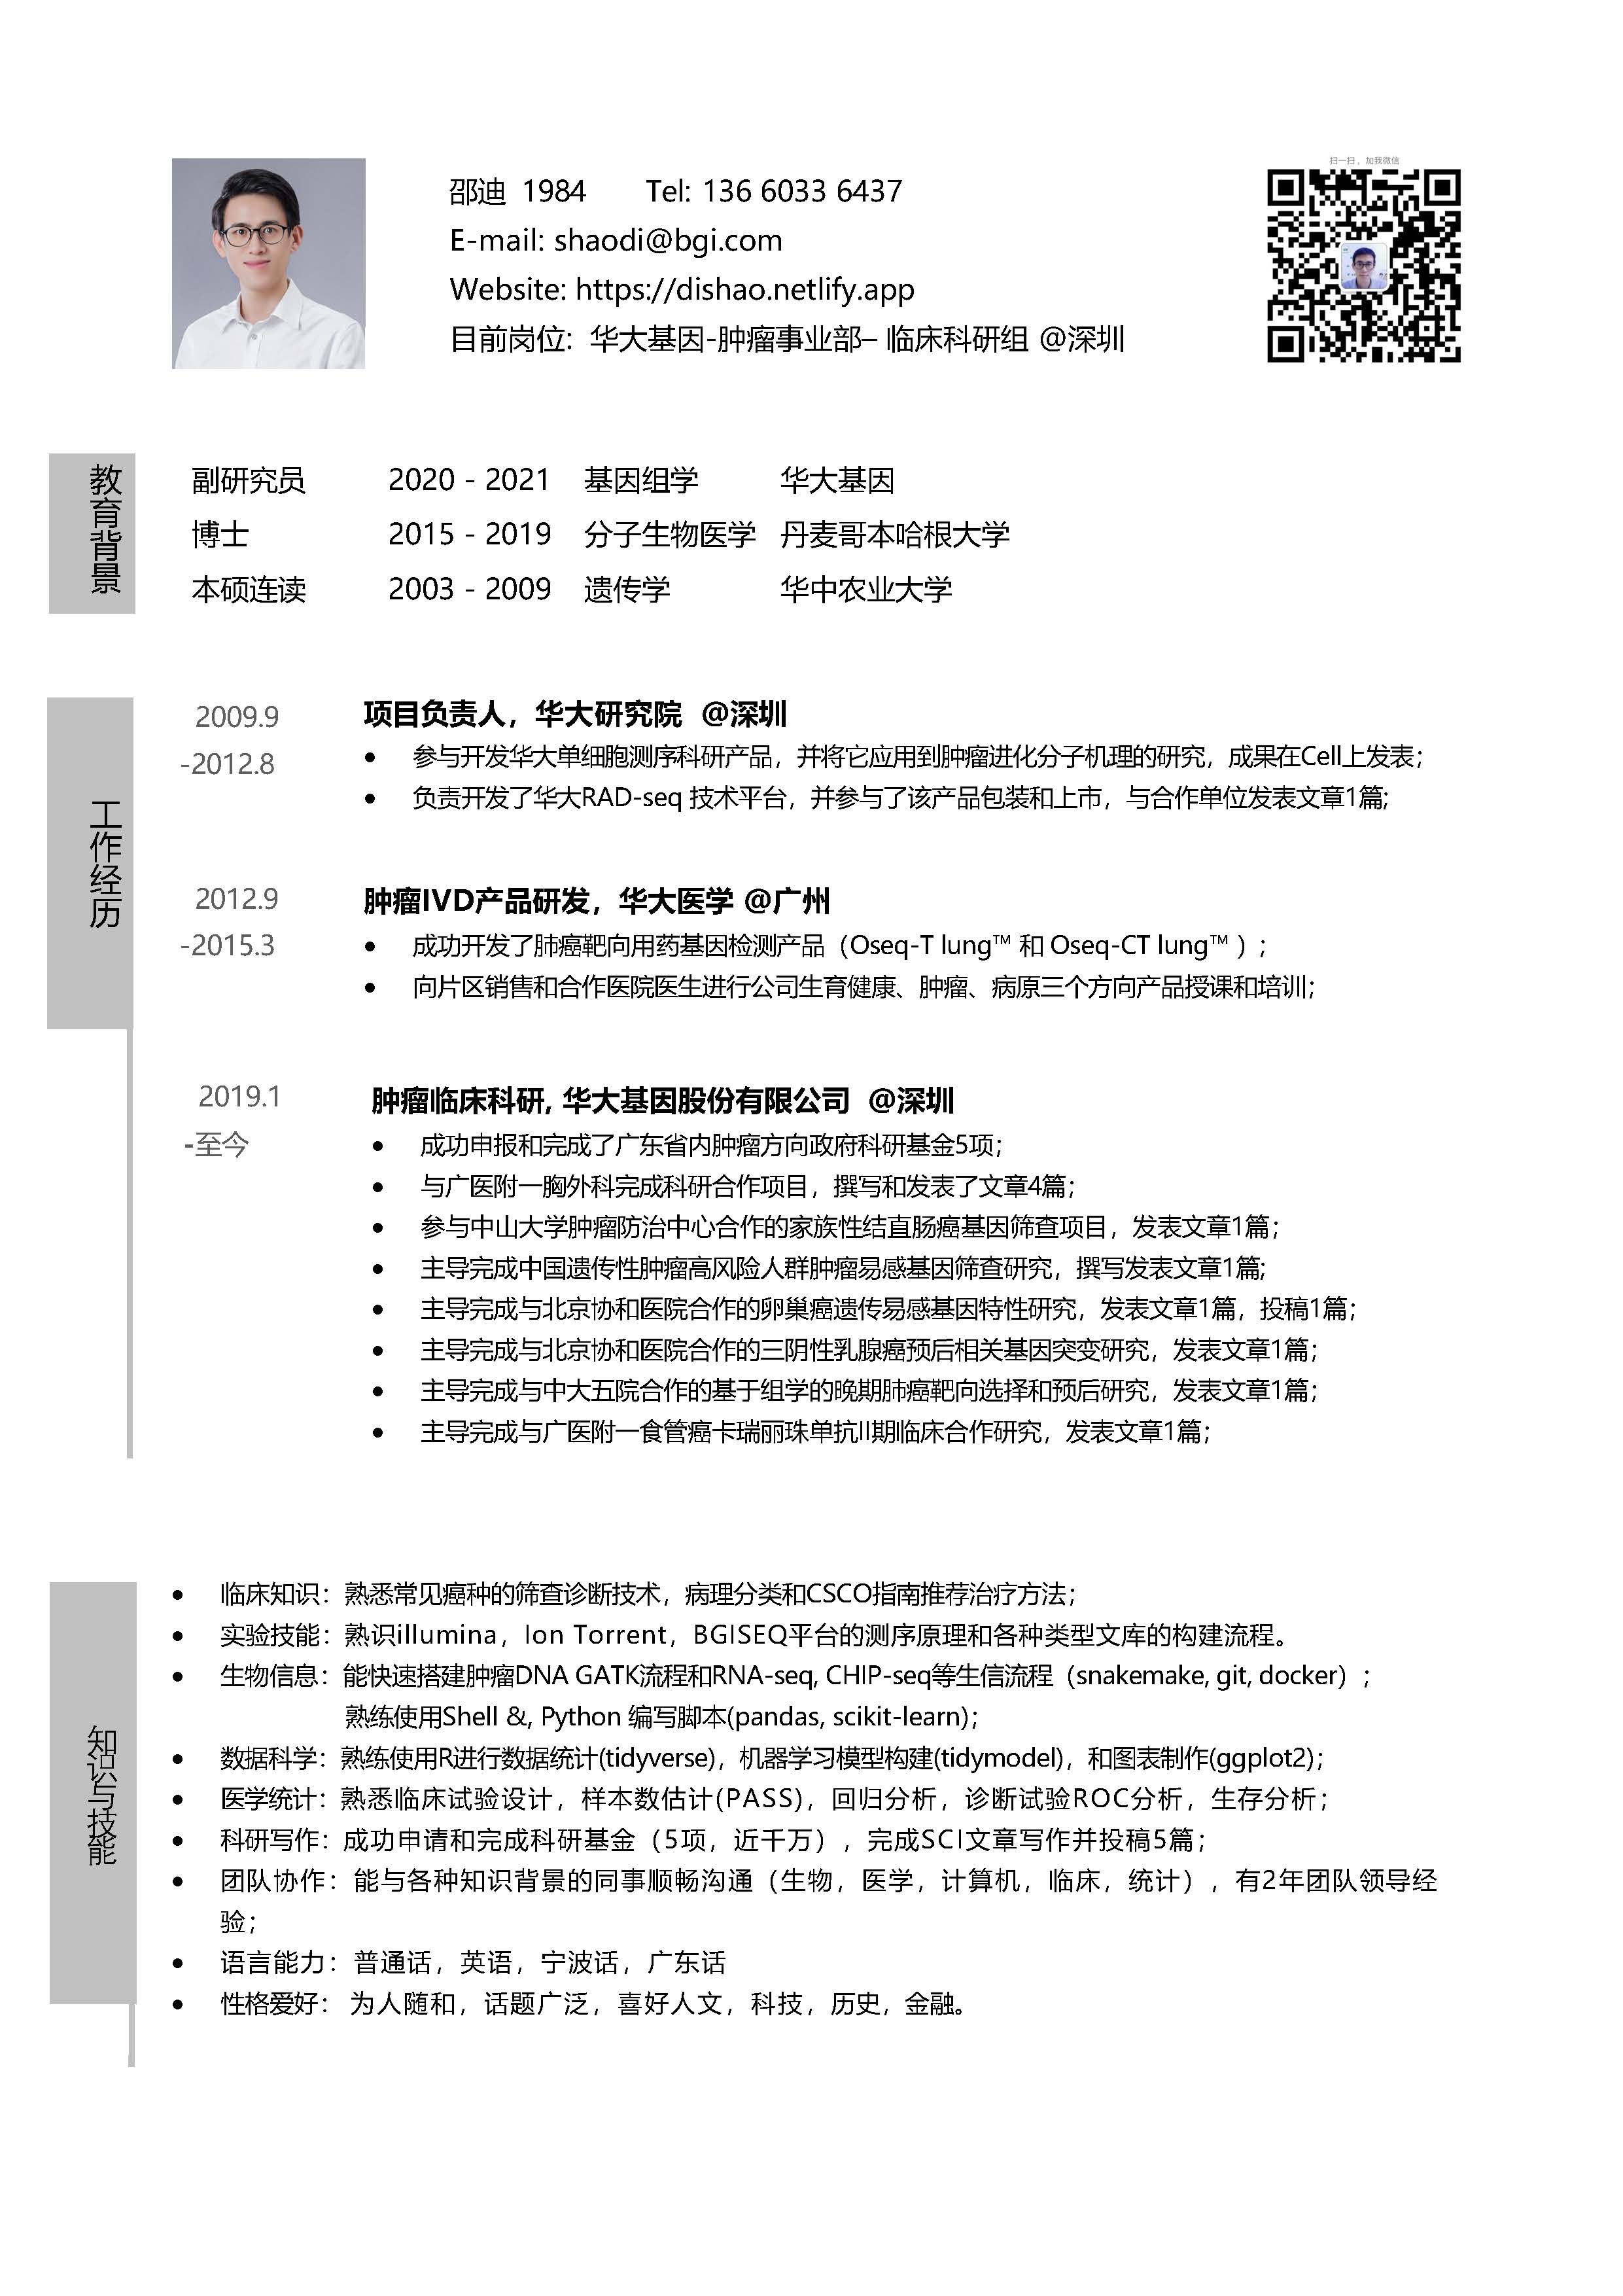 扫一扫，加我微信
邵迪 1984 Tel: 136 6033 6437
E-mail: shaodi@bgi.com
Website: https://dishao.netlify.app
目前岗位: 华大基因-肿瘤事业部– 临床科研组 @深圳
教育背景
副研究员 2020 - 2021 基因组学 华大基因
博士 2015 - 2019 分子生物医学 丹麦哥本哈根大学
本硕连读 2003 - 2009 遗传学 华中农业大学
工作经历
2009.9
-2012.8
项目负责人，华大研究院 @深圳
• 参与开发华大单细胞测序科研产品，并将它应用到肿瘤进化分子机理的研究，成果在Cell上发表；
• 负责开发了华大RAD-seq 技术平台，并参与了该产品包装和上市，与合作单位发表文章1篇;
2012.9
-2015.3
肿瘤IVD产品研发，华大医学 @广州
• 成功开发了肺癌靶向用药基因检测产品（Oseq-T lung™ 和 Oseq-CT lung™ ）；
• 向片区销售和合作医院医生进行公司生育健康、肿瘤、病原三个方向产品授课和培训；
2019.1
-至今
肿瘤临床科研, 华大基因股份有限公司 @深圳
• 成功申报和完成了广东省内肿瘤方向政府科研基金5项；
• 与广医附一胸外科完成科研合作项目，撰写和发表了文章4篇；
• 参与中山大学肿瘤防治中心合作的家族性结直肠癌基因筛查项目，发表文章1篇；
• 主导完成中国遗传性肿瘤高风险人群肿瘤易感基因筛查研究，撰写发表文章1篇;
• 主导完成与北京协和医院合作的卵巢癌遗传易感基因特性研究，发表文章1篇，投稿1篇；
• 主导完成与北京协和医院合作的三阴性乳腺癌预后相关基因突变研究，发表文章1篇；
• 主导完成与中大五院合作的基于组学的晚期肺癌靶向选择和预后研究，发表文章1篇；
• 主导完成与广医附一食管癌卡瑞丽珠单抗II期临床合作研究，发表文章1篇；
知识与技能
• 临床知识：熟悉常见癌种的筛查诊断技术，病理分类和CSCO指南推荐治疗方法；
• 实验技能：熟识illumina，Ion Torrent，BGISEQ平台的测序原理和各种类型文库的构建流程。
• 生物信息：能快速搭建肿瘤DNA GATK流程和RNA-seq, CHIP-seq等生信流程（snakemake, git, docker）；
熟练使用Shell &, Python 编写脚本(pandas, scikit-learn)；
• 数据科学：熟练使用R进行数据统计(tidyverse)，机器学习模型构建(tidymodel)，和图表制作(ggplot2)；
• 医学统计：熟悉临床试验设计，样本数估计(PASS)，回归分析，诊断试验ROC分析，生存分析；
• 科研写作：成功申请和完成科研基金（5项，近千万），完成SCI文章写作并投稿5篇；
• 团队协作：能与各种知识背景的同事顺畅沟通（生物，医学，计算机，临床，统计），有2年团队领导经
验；
• 语言能力：普通话，英语，宁波话，广东话
• 性格爱好： 为人随和，话题广泛，喜好人文，科技，历史，金融。